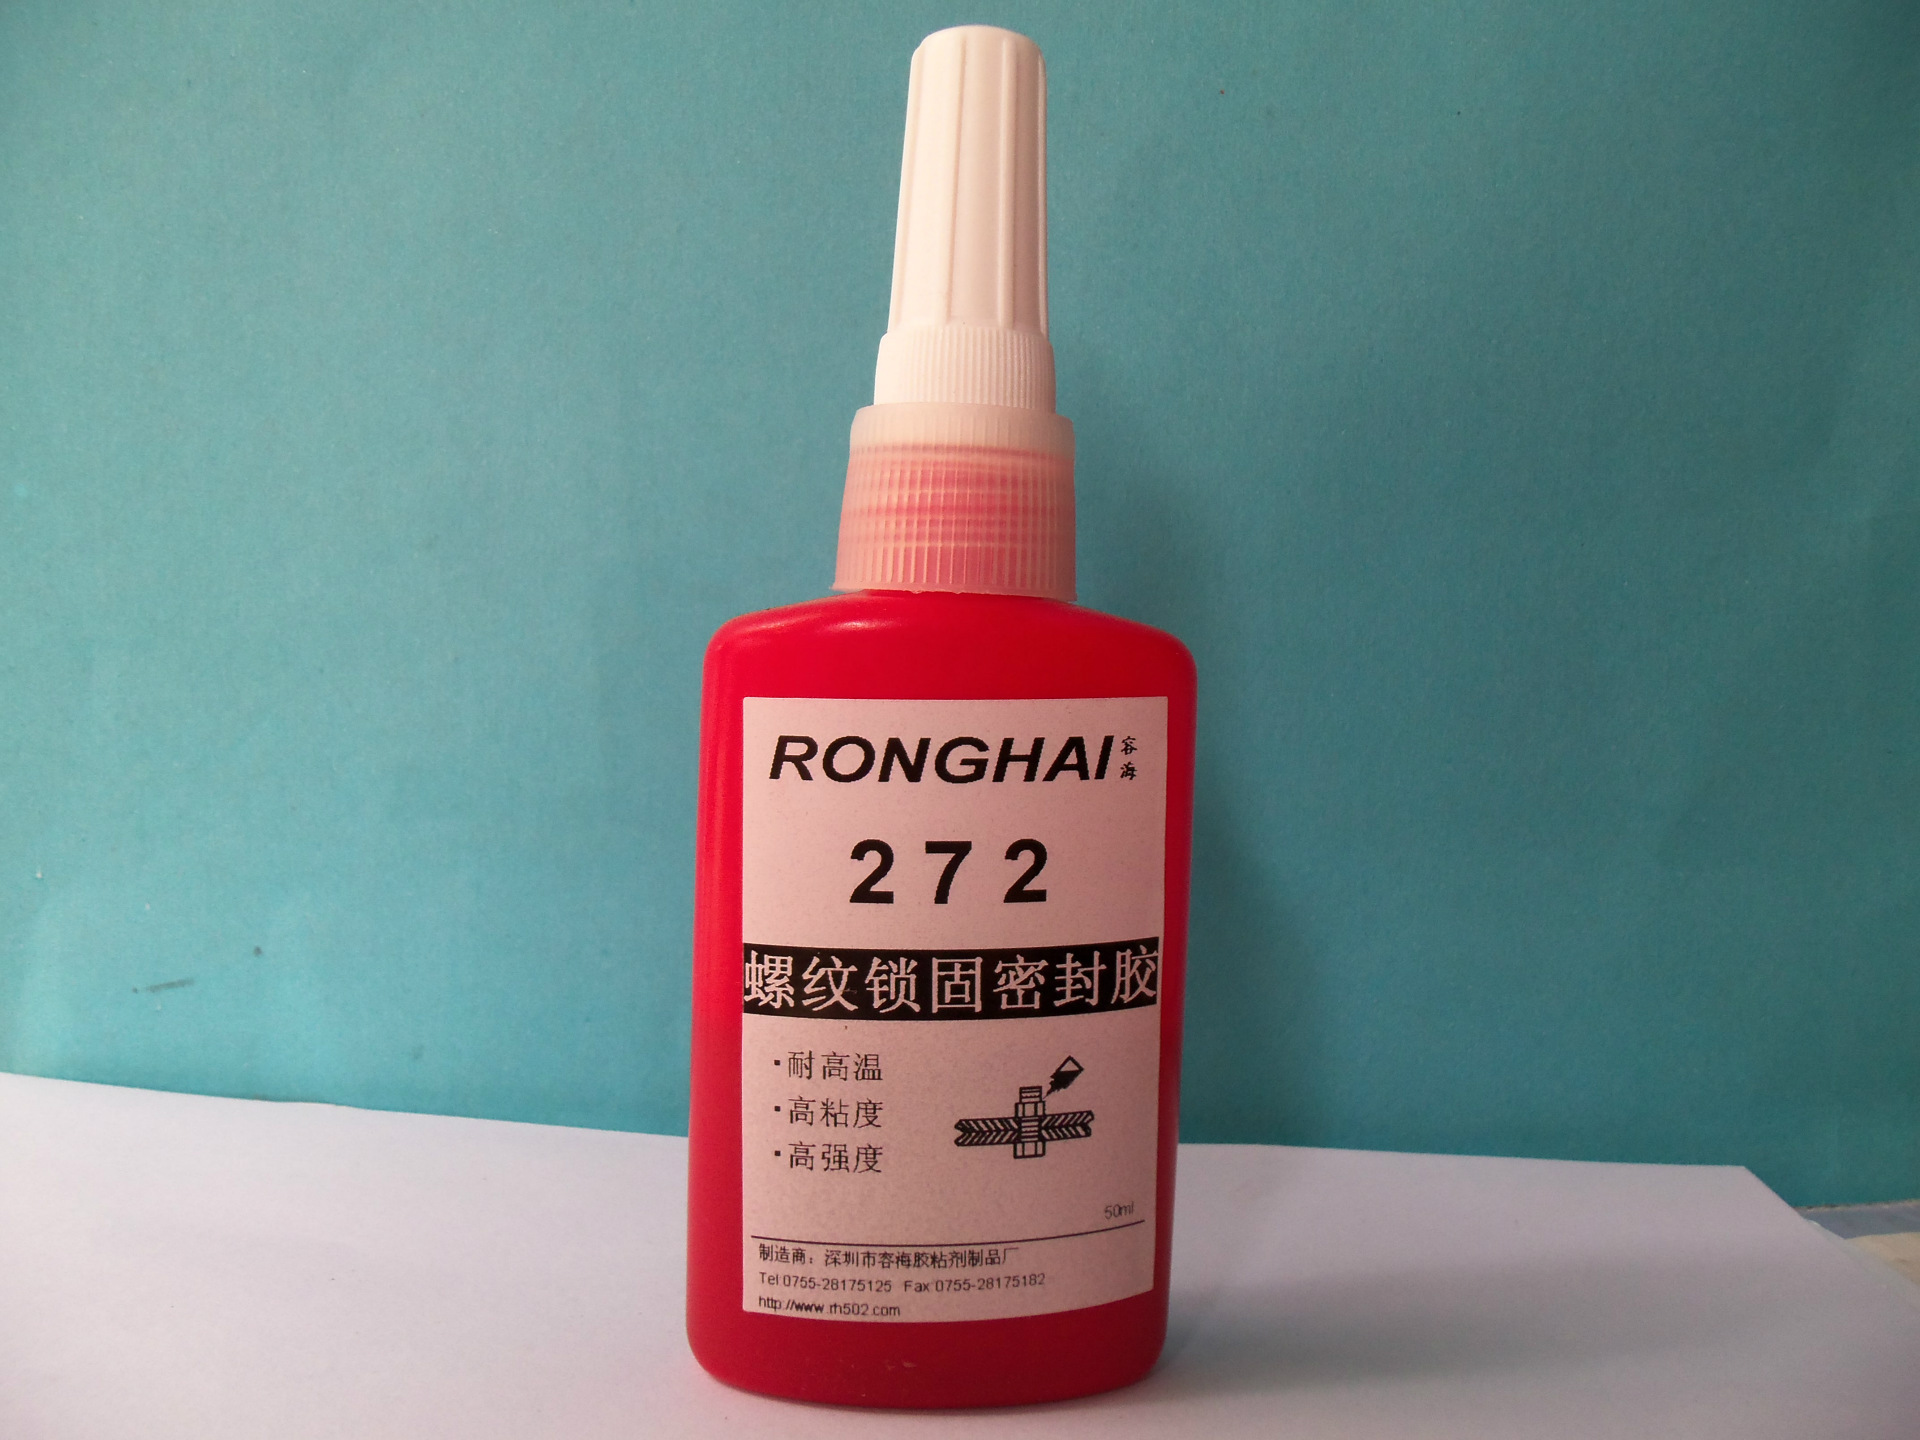 RONGHAI 容海
272
螺纹锁固密封胶
·耐高温
·高粘度
·高强度
50ml
制造商：深圳市容海胶粘剂制品厂
Tel 0755-28175125 Fax 0755-28175182
http://www.rh502.com